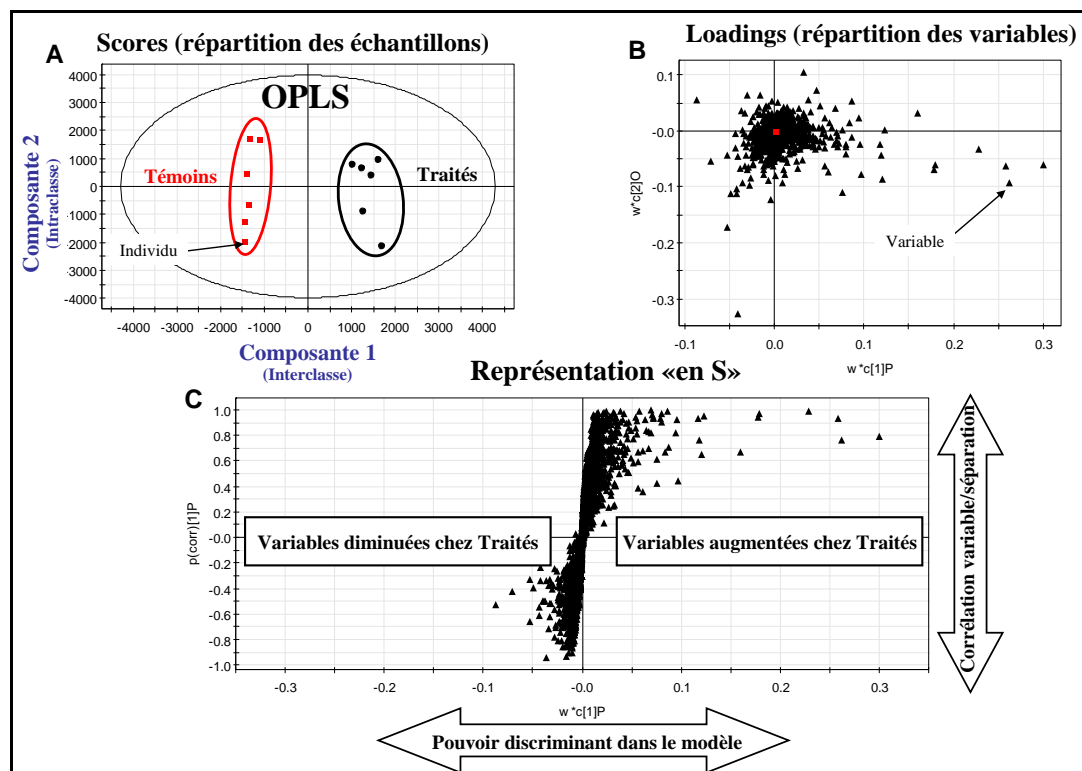 A Scores (répartition des échantillons)
B Loadings (répartition des variables)
4000
3000
2000
1000
0
1000
2000
3000
-4000
OPLS
Témoins
Traités
Individu
Composante 2
(Intraclasse)
-4000 -3000 -2000 -1000 0 1000 2000 3000 4000
Composante 1
(Interclasse)
0.1
-0.0
-0.1
-0.2
-0.3
w*c[2]O
Variable
-0.1 0.0 0.1 0.2 0.3
w*c[1]P
Représentation «en S»
C
1.0
0.8
0.6
0.4
0.2
-0.0
-0.2
-0.4
-0.6
-0.8
-1.0
p(corr)[1]P
Variables diminuées chez Traités
Variables augmentées chez Traités
-0.3 -0.2 -0.1 -0.0 0.1 0.2 0.3
w*c[1]P
Corrélation variable/séparation
Pouvoir discriminant dans le modèle